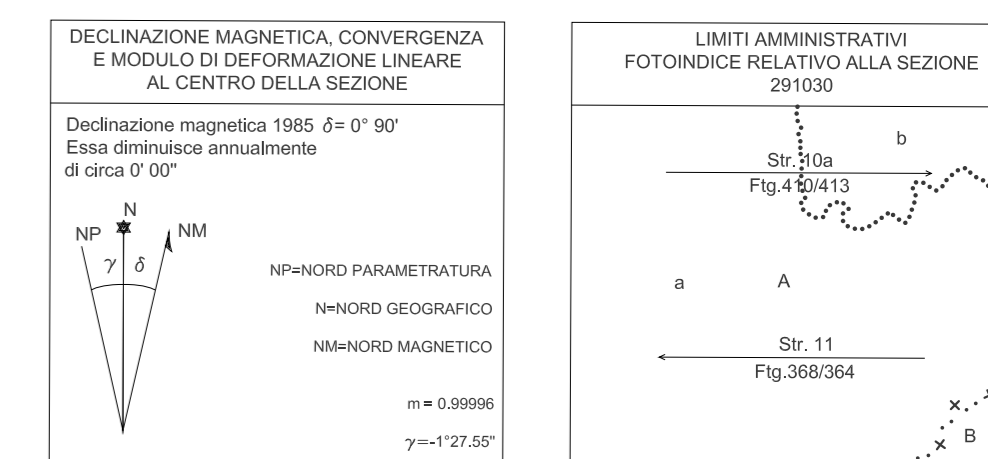 DECLINAZIONE MAGNETICA, CONVERGENZA
E MODULO DI DEFORMAZIONE LINEARE
AL CENTRO DELLA SEZIONE
Declinazione magnetica 1985 δ= 0° 90'
Essa diminuisce annualmente
di circa 0' 00"
N
NP
NM
γ
δ
NP=NORD PARAMETRATURA
N=NORD GEOGRAFICO
NM=NORD MAGNETICO
m = 0.99996
γ=-1°27.55"
LIMITI AMMINISTRATIVI
FOTOINDICE RELATIVO ALLA SEZIONE
291030
b
Str. 10a
Ftg.410/413
a
A
Str. 11
Ftg.368/364
B